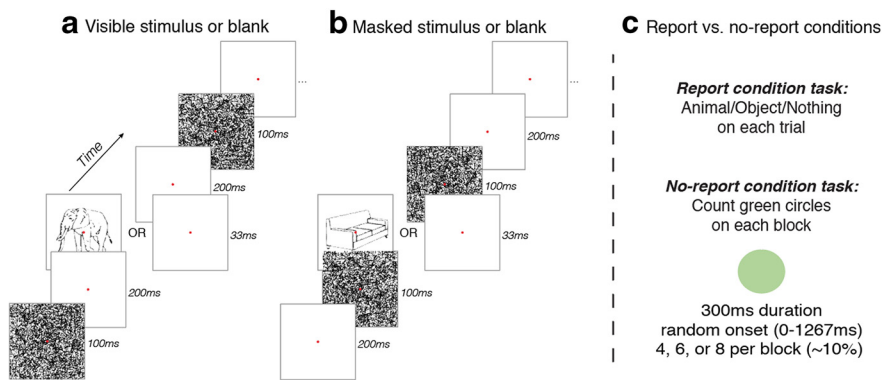 a Visible stimulus or blank
100ms
200ms
OR
33ms
200ms
100ms
...
Time
b Masked stimulus or blank
200ms
100ms
OR
33ms
100ms
200ms
...
c Report vs. no-report conditions
Report condition task:
Animal/Object/Nothing
on each trial
No-report condition task:
Count green circles
on each block
300ms duration
random onset (0-1267ms)
4, 6, or 8 per block (~10%)